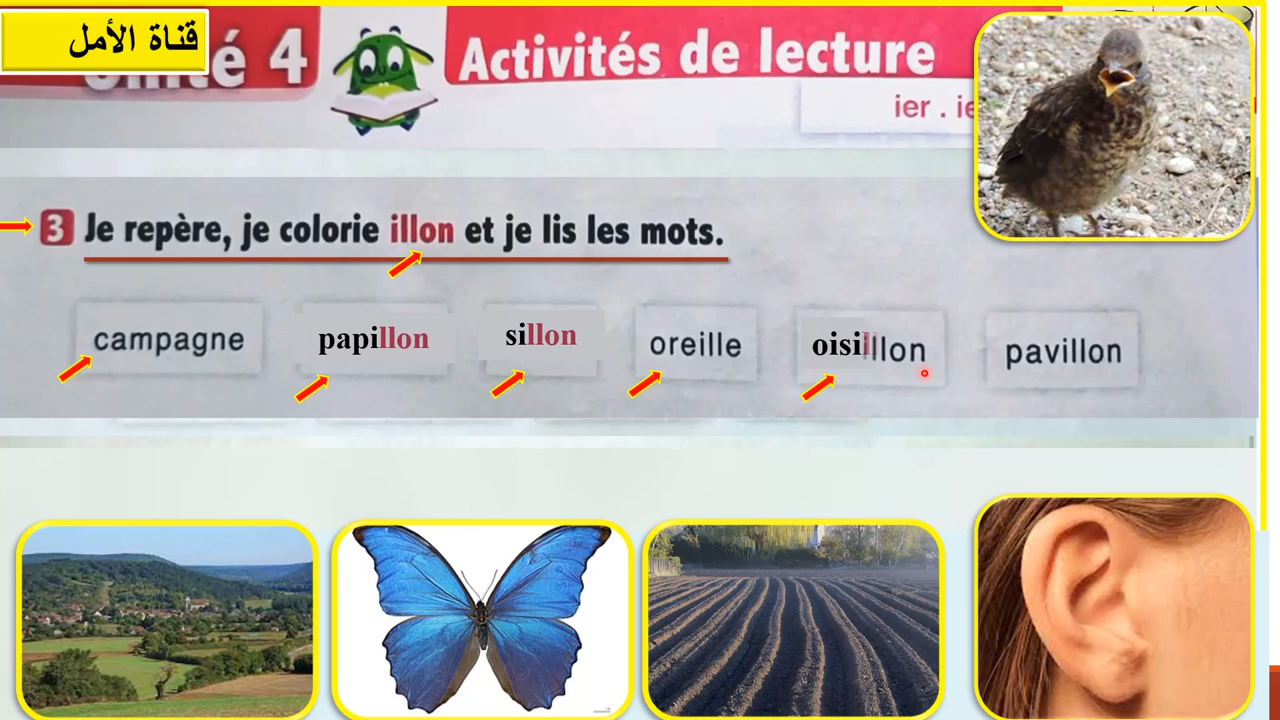 قناة الأمل
Unité 4
Activités de lecture
ier . ie
3 Je repère, je colorie illon et je lis les mots.
campagne papillon sillon oreille oisillon pavillon